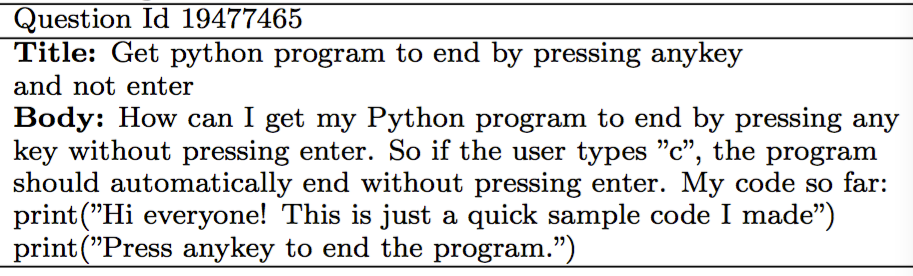 Question Id 19477465
Title: Get python program to end by pressing anykey
and not enter
Body: How can I get my Python program to end by pressing any
key without pressing enter. So if the user types ”c”, the program
should automatically end without pressing enter. My code so far:
print(”Hi everyone! This is just a quick sample code I made”)
print(”Press anykey to end the program.”)